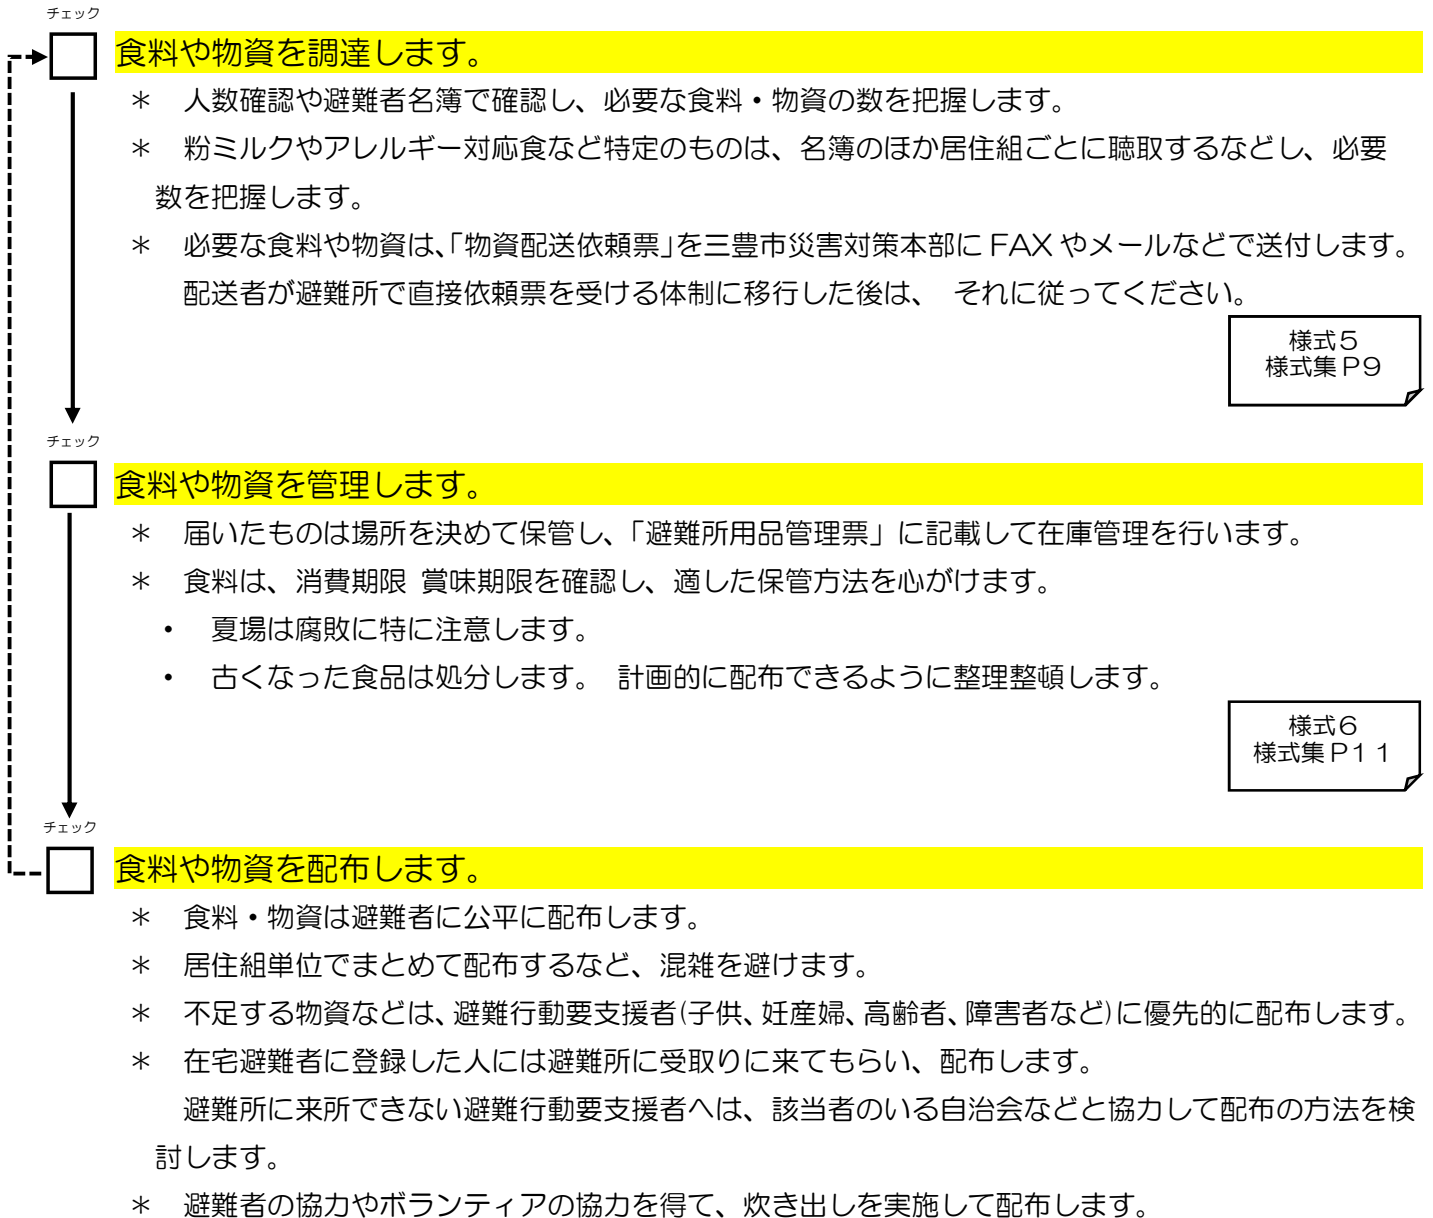 チェック
食料や物資を調達します。
＊　人数確認や避難者名簿で確認し、必要な食料・物資の数を把握します。
＊　粉ミルクやアレルギー対応食など特定のものは、名簿のほか居住組ごとに聴取するなどし、必要
数を把握します。
＊　必要な食料や物資は、「物資配送依頼票」を三豊市災害対策本部に FAX やメールなどで送付します。
配送者が避難所で直接依頼票を受ける体制に移行した後は、 それに従ってください。
様式５
様式集 P９
チェック
食料や物資を管理します。
＊　届いたものは場所を決めて保管し、「避難所用品管理票」に記載して在庫管理を行います。
＊　食料は、消費期限 賞味期限を確認し、適した保管方法を心がけます。
・　夏場は腐敗に特に注意します。
・　古くなった食品は処分します。 計画的に配布できるように整理整頓します。
様式６
様式集 P１１
チェック
食料や物資を配布します。
＊　食料・物資は避難者に公平に配布します。
＊　居住組単位でまとめて配布するなど、混雑を避けます。
＊　不足する物資などは、避難行動要支援者(子供、妊産婦、高齢者、障害者など)に優先的に配布します。
＊　在宅避難者に登録した人には避難所に受取りに来てもらい、配布します。
避難所に来所できない避難行動要支援者へは、該当者のいる自治会などと協力して配布の方法を検
討します。
＊　避難者の協力やボランティアの協力を得て、炊き出しを実施して配布します。